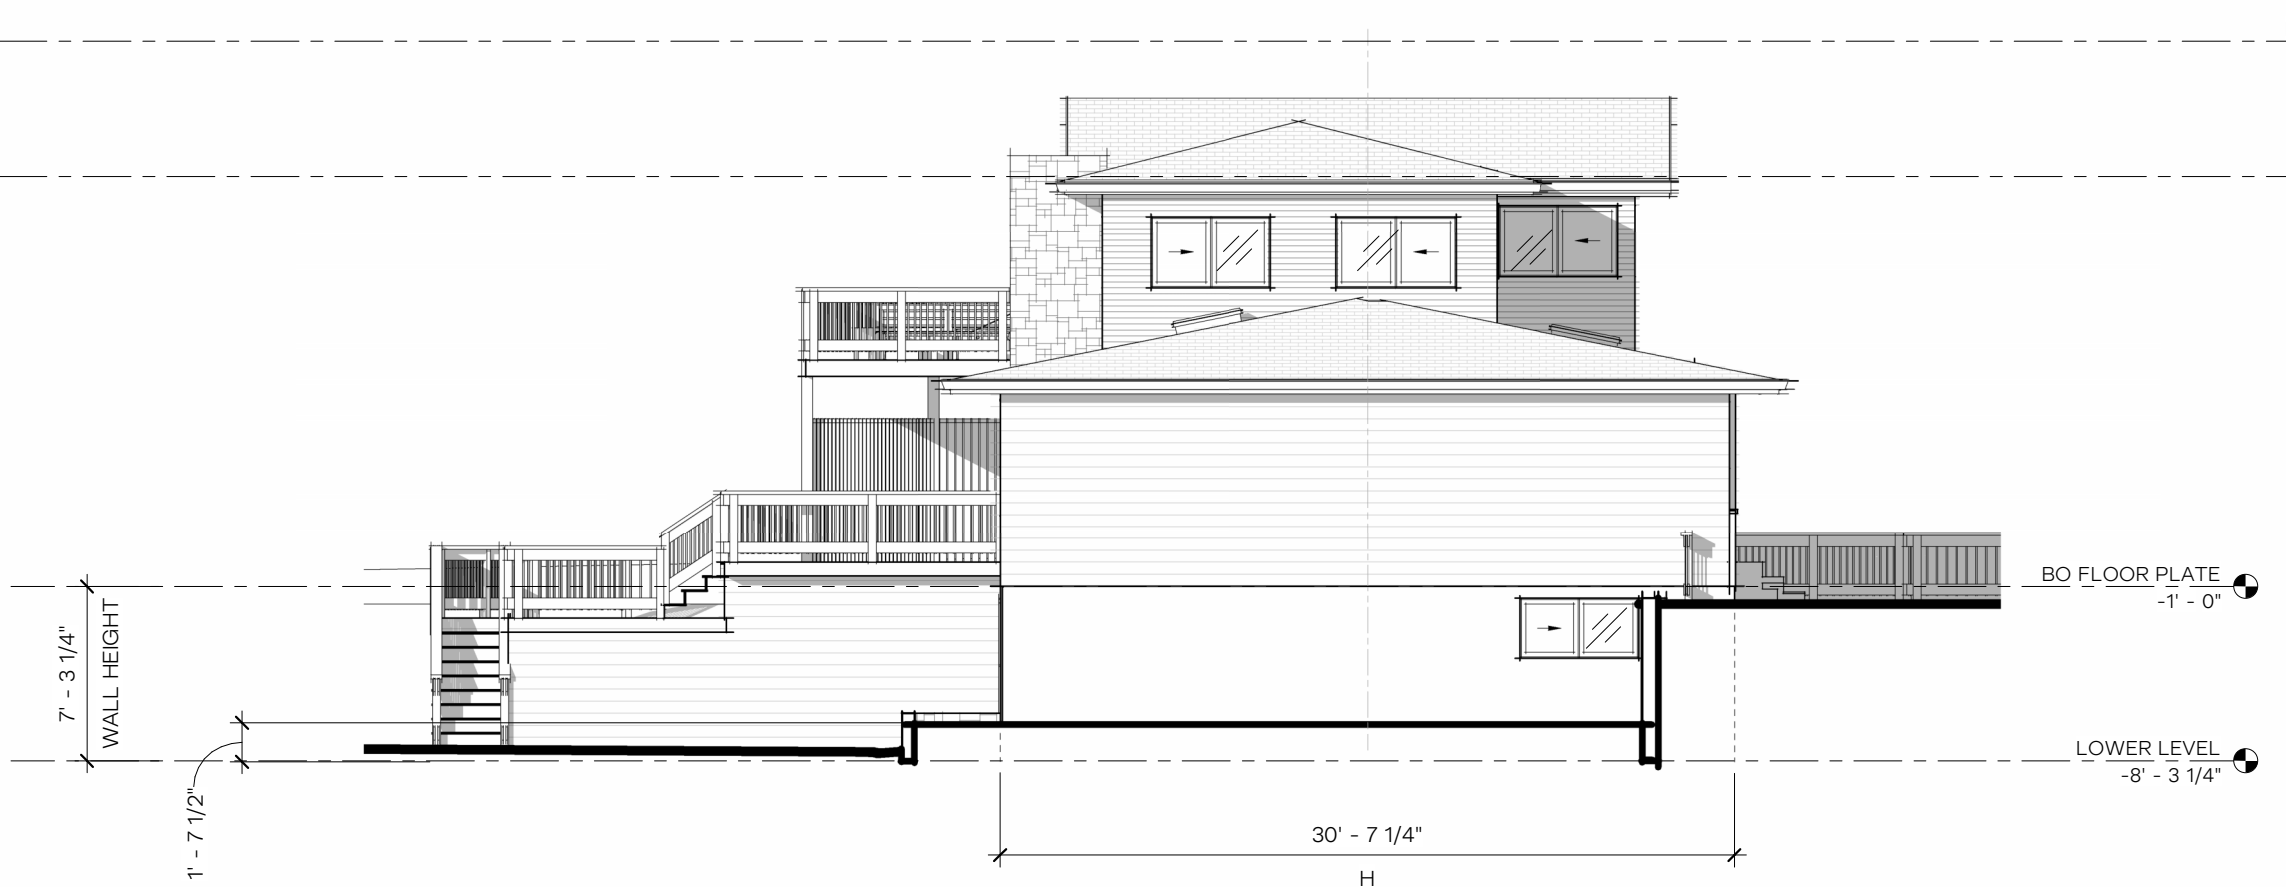 BO FLOOR PLATE
-1' - 0"
7' - 3 1/4"
WALL HEIGHT
LOWER LEVEL
-8' - 3 1/4"
1' - 7 1/2"
30' - 7 1/4"
H